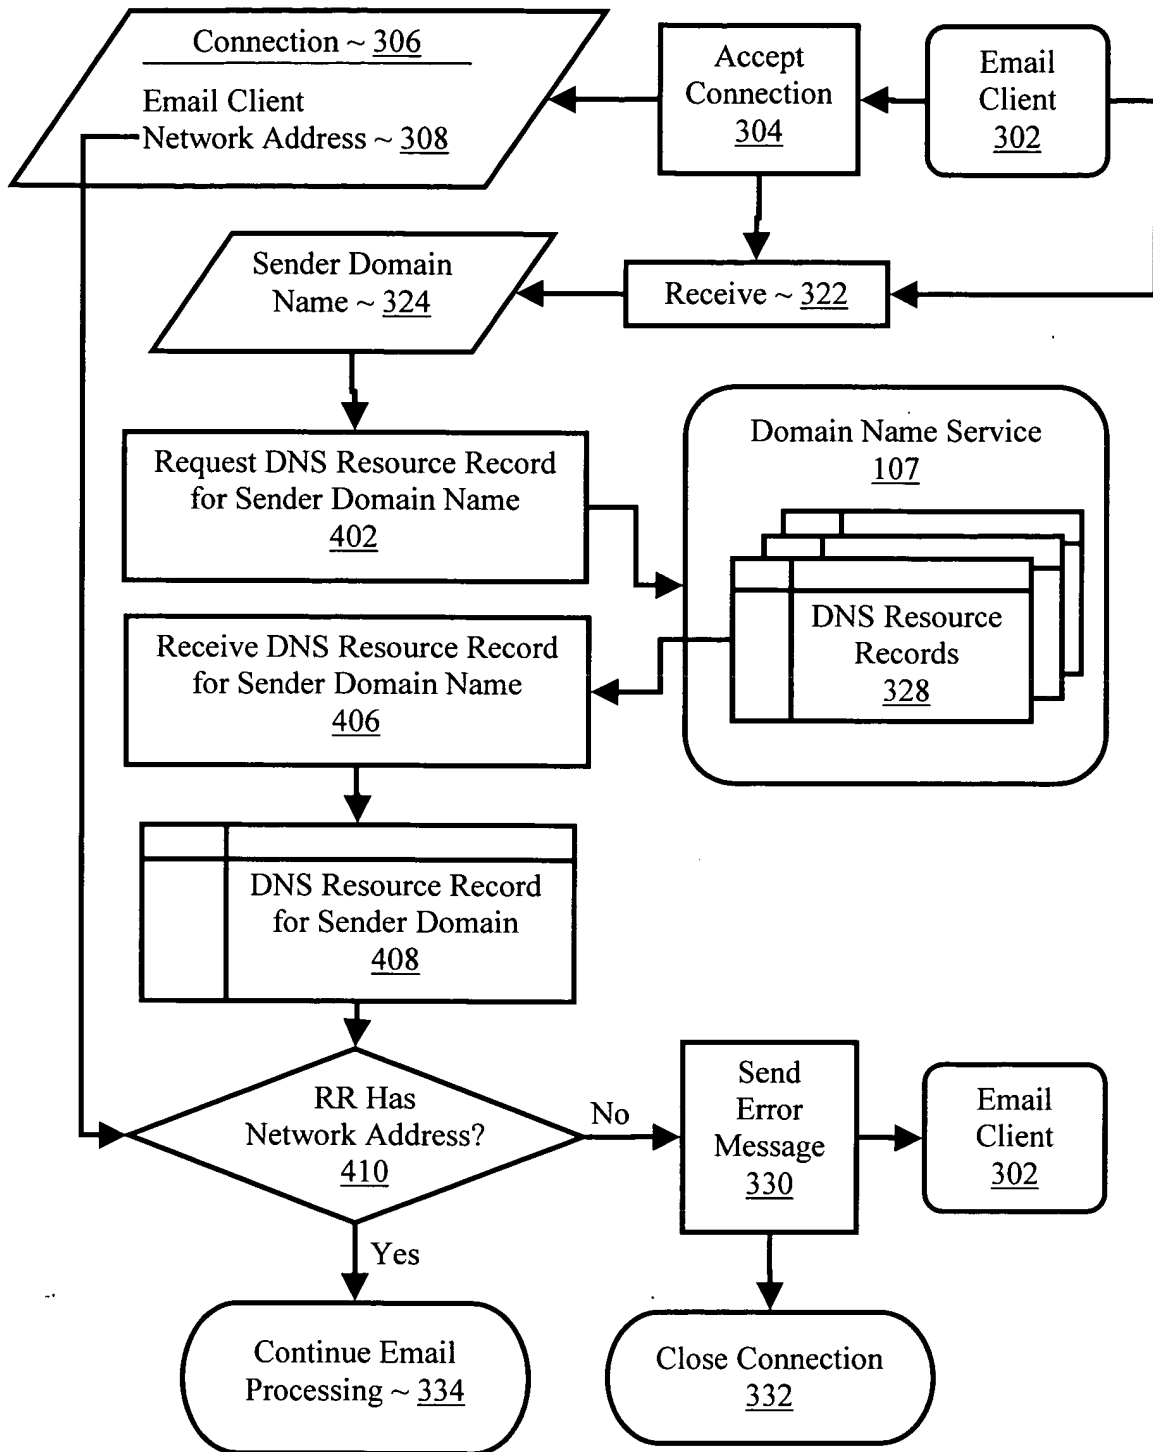 Connection ~ 306
Email Client
Network Address ~ 308
Accept
Connection
304
Email
Client
302
Sender Domain
Name ~ 324
Receive ~ 322
Request DNS Resource Record
for Sender Domain Name
402
Domain Name Service
107
DNS Resource
Records
328
Receive DNS Resource Record
for Sender Domain Name
406
DNS Resource Record
for Sender Domain
408
RR Has
Network Address?
410
No
Send
Error
Message
330
Email
Client
302
Yes
Continue Email
Processing ~ 334
Close Connection
332